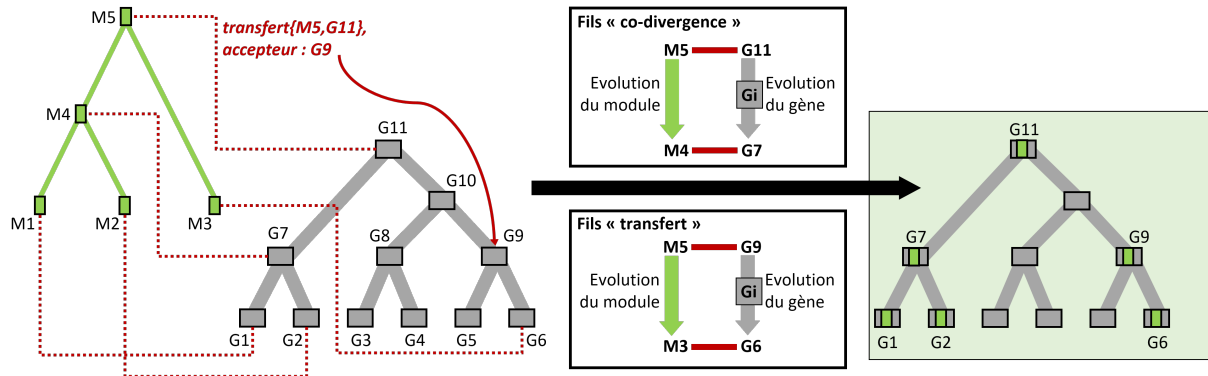 M5
transfert{M5,G11},
accepteur : G9
M4
M1
M2
M3
G11
G10
G7
G8
G9
G1
G2
G3
G4
G5
G6
Fils « co-divergence »
M5
G11
Evolution
du module
Gi
Evolution
du gène
M4
G7
Fils « transfert »
M5
G9
Evolution
du module
Gi
Evolution
du gène
M3
G6
G11
G7
G9
G1
G2
G6